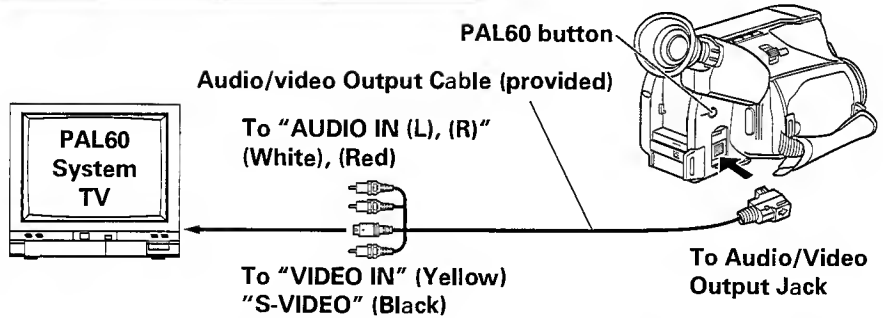 PAL60 button
Audio/video Output Cable (provided)
To "AUDIO IN (L), (R)"
(White), (Red)
PAL60
System
TV
To "VIDEO IN" (Yellow)
"S-VIDEO" (Black)
To Audio/Video
Output Jack